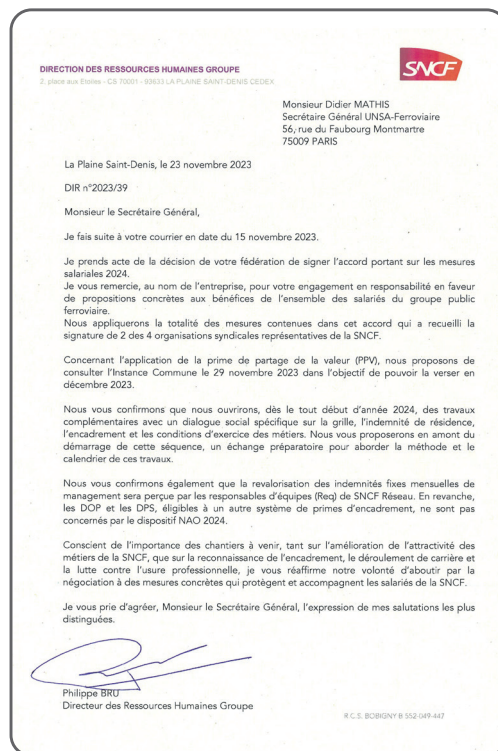 DIRECTION DES RESSOURCES HUMAINES GROUPE
2, place aux Étoiles - CS 70001 - 93633 LA PLAINE SAINT-DENIS CEDEX
SNCF
Monsieur Didier MATHIS
Secrétaire Général UNSA-Ferroviaire
56, rue du Faubourg Montmartre
75009 PARIS
La Plaine Saint-Denis, le 23 novembre 2023
DIR n°2023/39
Monsieur le Secrétaire Général,
Je fais suite à votre courrier en date du 15 novembre 2023.
Je prends acte de la décision de votre fédération de signer l'accord portant sur les mesures
salariales 2024.
Je vous remercie, au nom de l'entreprise, pour votre engagement en responsabilité en faveur
de propositions concrètes aux bénéfices de l'ensemble des salariés du groupe public
ferroviaire.
Nous appliquerons la totalité des mesures contenues dans cet accord qui a recueilli la
signature de 2 des 4 organisations syndicales représentatives de la SNCF.
Concernant l'application de la prime de partage de la valeur (PPV), nous proposons de
consulter l'Instance Commune le 29 novembre 2023 dans l'objectif de pouvoir la verser en
décembre 2023.
Nous vous confirmons que nous ouvrirons, dès le tout début d'année 2024, des travaux
complémentaires avec un dialogue social spécifique sur la grille, l'indemnité de résidence,
l'encadrement et les conditions d'exercice des métiers. Nous vous proposerons en amont du
démarrage de cette séquence, un échange préparatoire pour aborder la méthode et le
calendrier de ces travaux.
Nous vous confirmons également que la revalorisation des indemnités fixes mensuelles de
management sera perçue par les responsables d'équipes (Req) de SNCF Réseau. En revanche,
les DOP et les DPS, éligibles à un autre système de primes d'encadrement, ne sont pas
concernés par le dispositif NAO 2024.
Conscient de l'importance des chantiers à venir, tant sur l'amélioration de l'attractivité des
métiers de la SNCF, que sur la reconnaissance de l'encadrement, le déroulement de carrière et
la lutte contre l'usure professionnelle, je vous réaffirme notre volonté d'aboutir par la
négociation à des mesures concrètes qui protègent et accompagnent les salariés de la SNCF.
Je vous prie d'agréer, Monsieur le Secrétaire Général, l'expression de mes salutations les plus
distinguées.
Philippe BRU
Directeur des Ressources Humaines Groupe
R.C.S. BOBIGNY B 552-049-447